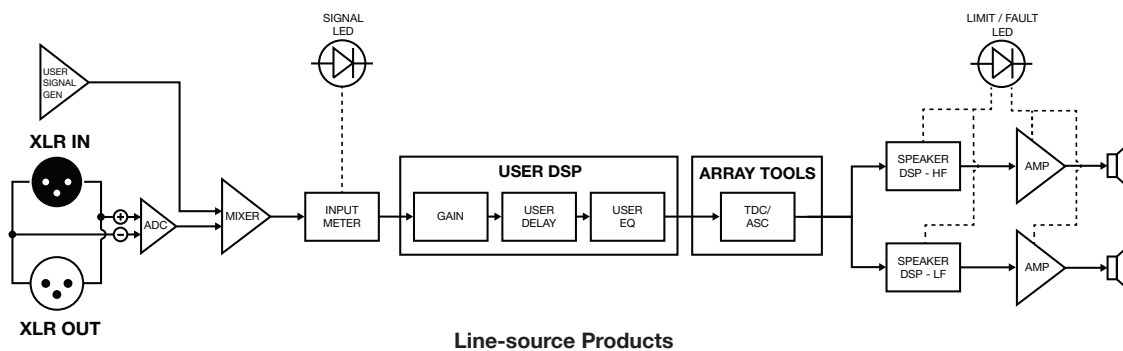 SIGNAL
LED
LIMIT / FAULT
LED
USER
SIGNAL
GEN
XLR IN
USER DSP
ARRAY TOOLS
SPEAKER
DSP - HF
AMP
ADC
MIXER
INPUT
METER
GAIN
USER
DELAY
USER
EQ
TDC/
ASC
SPEAKER
DSP - LF
AMP
XLR OUT
Line-source Products